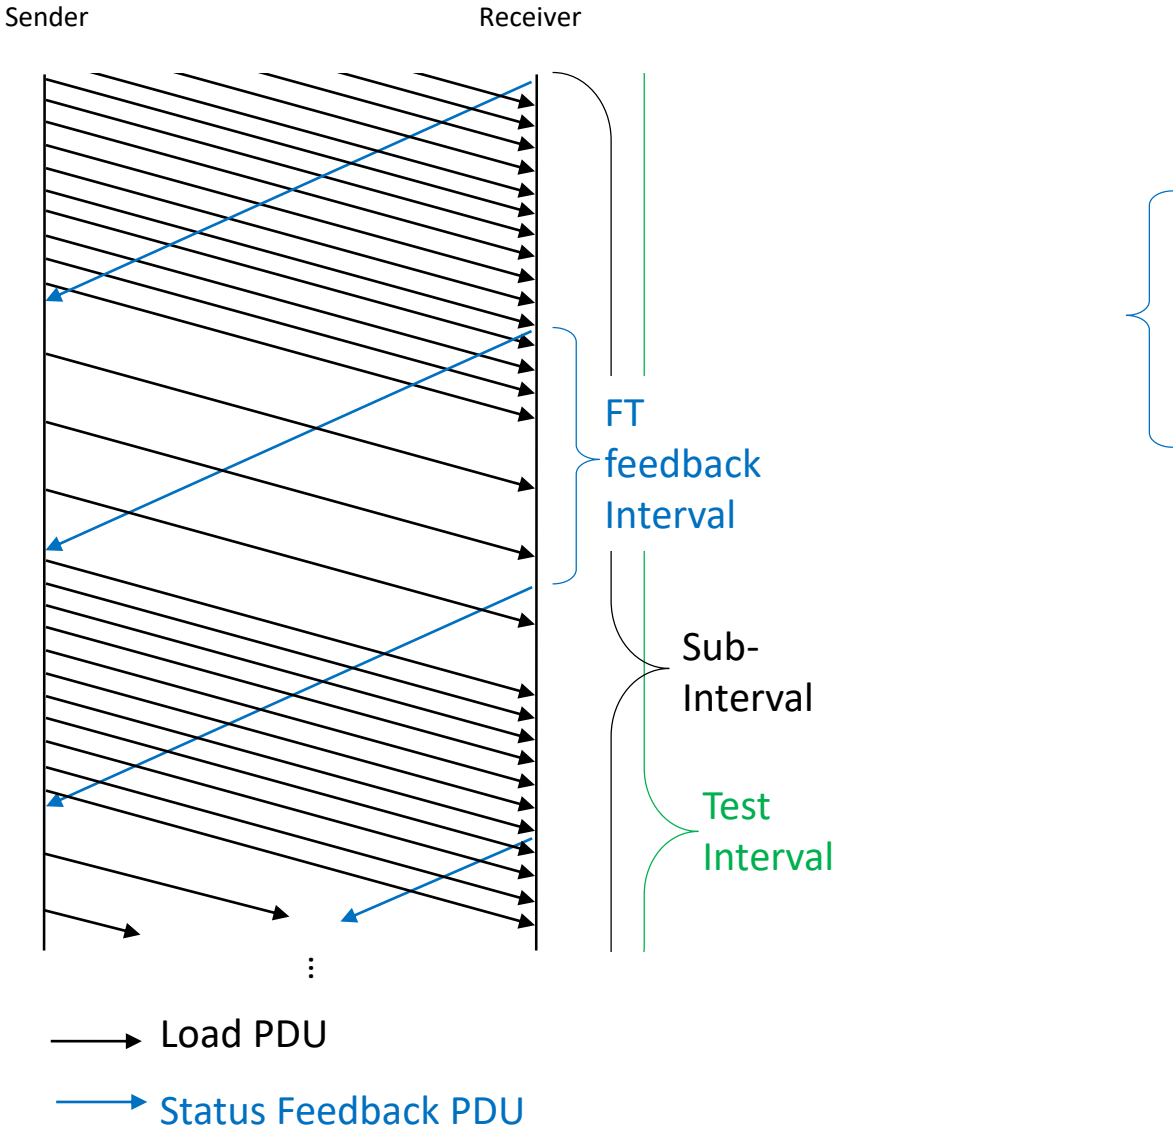 Sender
Receiver
FT
feedback
Interval
Sub-
Interval
Test
Interval
...
Load PDU
Status Feedback PDU